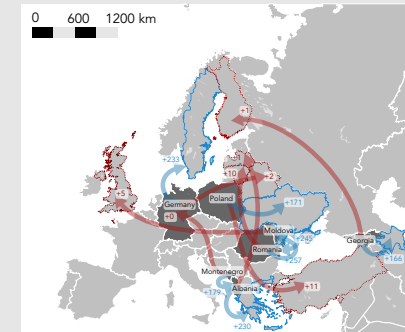 0 600 1200 km
+1
+233
+10
+2
+5
Germany
Poland
+171
+0
Moldova
+245
Georgia
Romania
+257
+166
Montenegro
+179
Albania
+11
+230